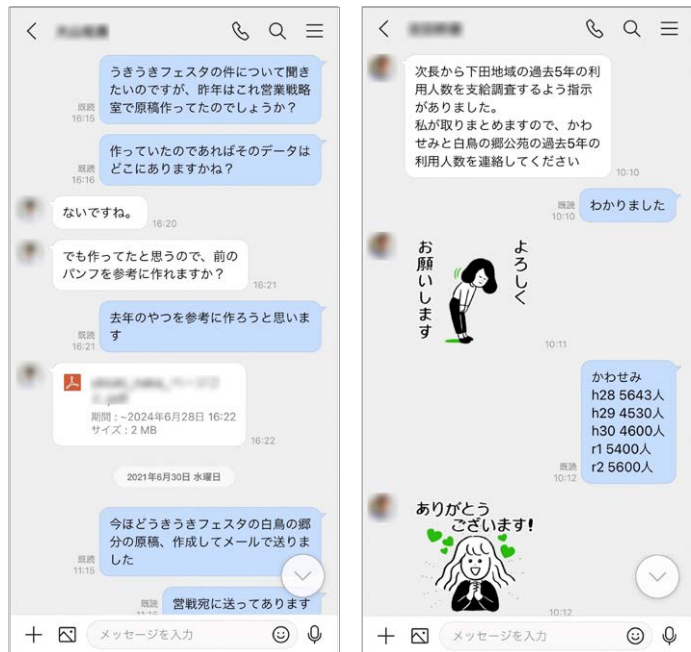 うきうきフェスタの件について聞き
たいのですが、昨年はこれ営業戦略
室で原稿作ってたのでしょうか？
既読
16:15
作っていたのであればそのデータは
どこにありますかね？
既読
16:16
ないですね。
16:20
でも作ってたと思うので、前の
パンフを参考に作れますか？
16:21
去年のやつを参考に作ろうと思いま
す
既読
16:21
期間：~2024年6月28日 16:22
サイズ：2 MB
16:22
2021年6月30日 水曜日
今ほどうきうきフェスタの白鳥の郷
分の原稿、作成してメールで送りま
した
既読
11:15
営戦宛に送ってあります
既読
メッセージを入力
次長から下田地域の過去5年の利
用人数を支給調査するよう指示
がありました。
私が取りまとめますので、かわ
せみと白鳥の郷公苑の過去5年の
利用人数を連絡してください
10:10
わかりました
既読
10:10
よろしく
お願いします
10:11
かわせみ
h28 5643人
h29 4530人
h30 4600人
r1 5400人
r2 5600人
既読
10:12
ありがとう
ございます!
10:12
メッセージを入力